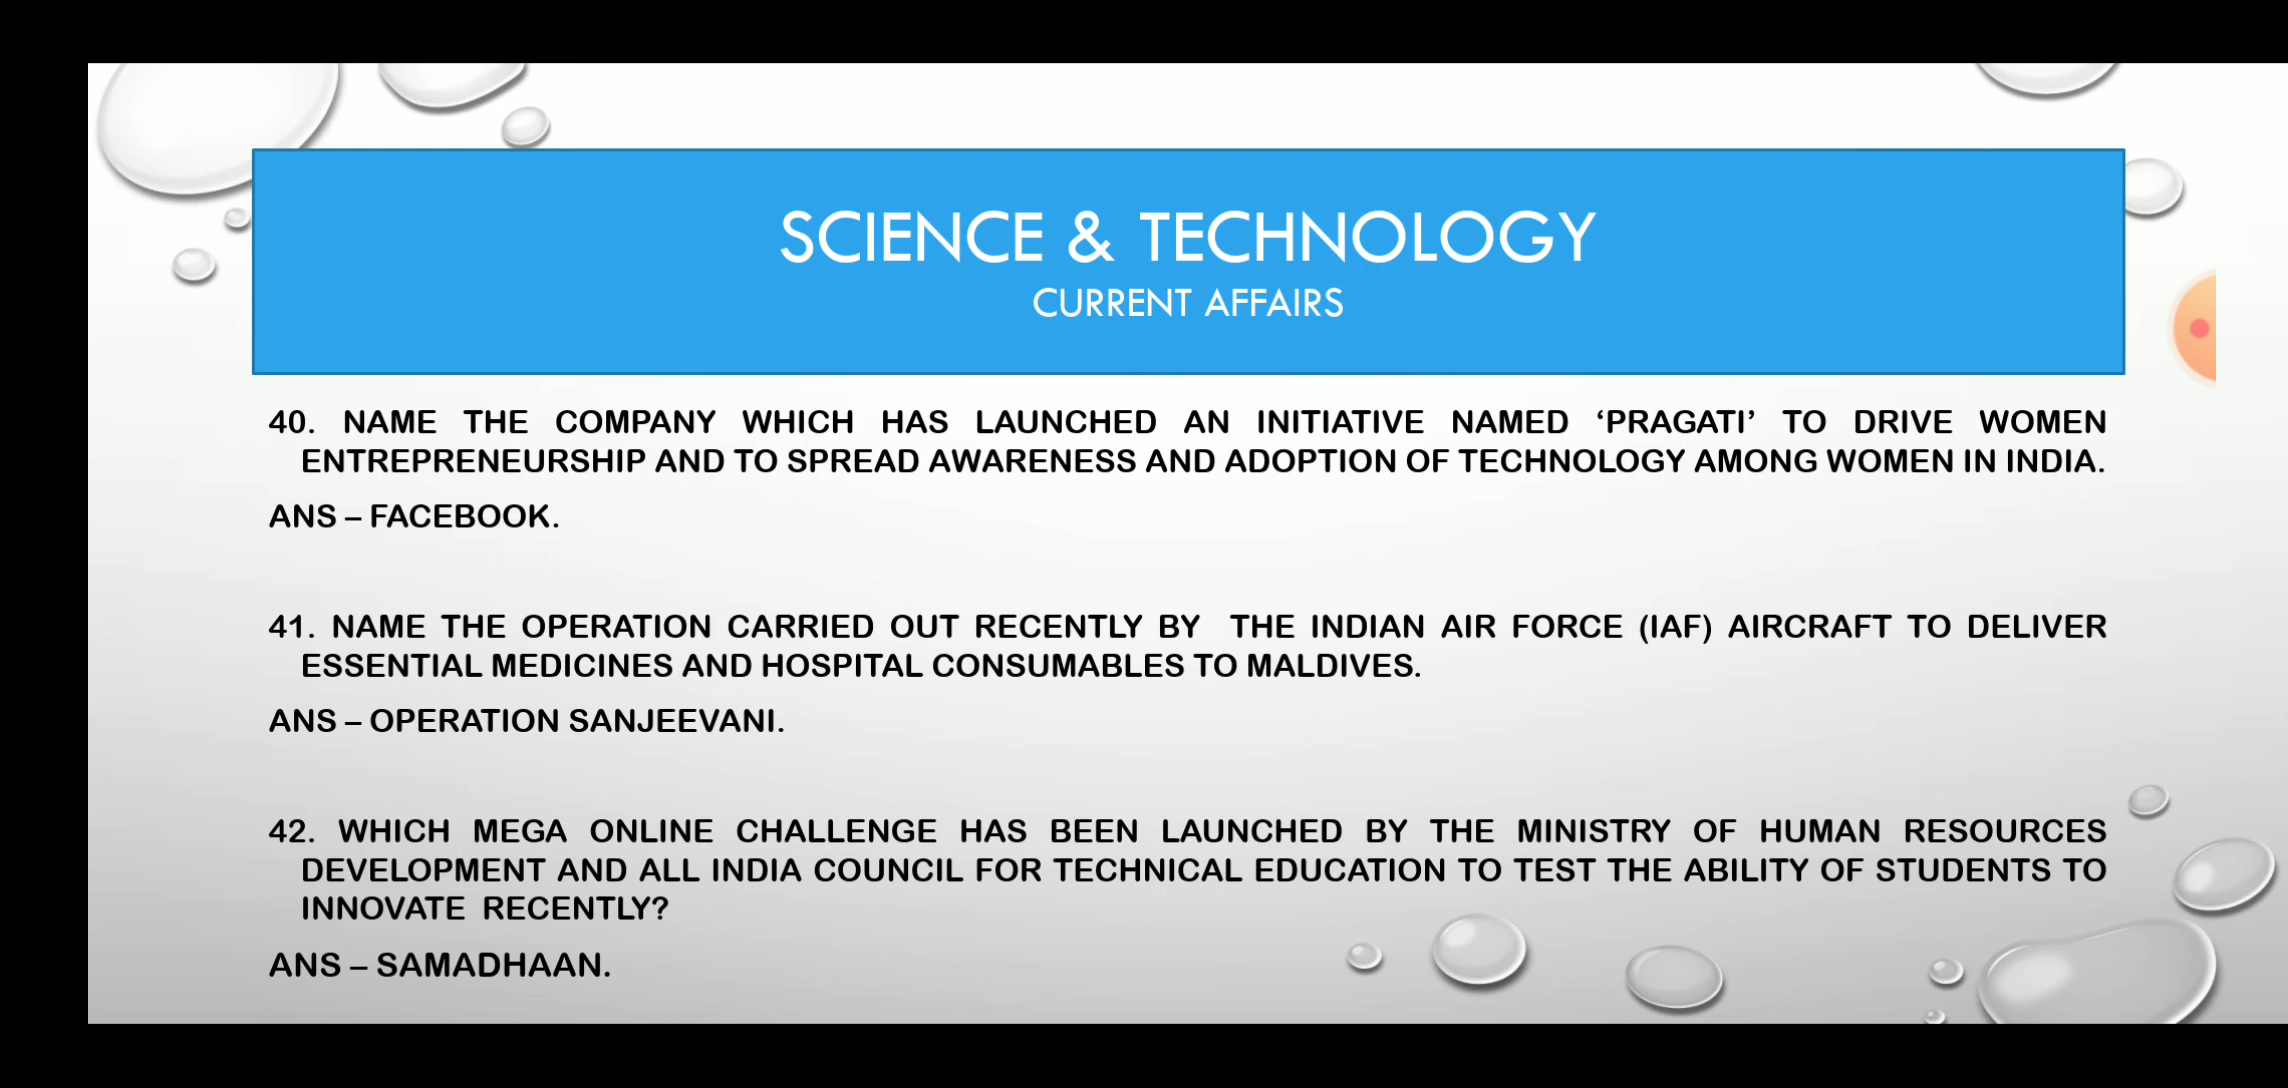 SCIENCE & TECHNOLOGY
CURRENT AFFAIRS
40. NAME THE COMPANY WHICH HAS LAUNCHED AN INITIATIVE NAMED ‘PRAGATI’ TO DRIVE WOMEN
ENTREPRENEURSHIP AND TO SPREAD AWARENESS AND ADOPTION OF TECHNOLOGY AMONG WOMEN IN INDIA.
ANS – FACEBOOK.
41. NAME THE OPERATION CARRIED OUT RECENTLY BY THE INDIAN AIR FORCE (IAF) AIRCRAFT TO DELIVER
ESSENTIAL MEDICINES AND HOSPITAL CONSUMABLES TO MALDIVES.
ANS – OPERATION SANJEEVANI.
42. WHICH MEGA ONLINE CHALLENGE HAS BEEN LAUNCHED BY THE MINISTRY OF HUMAN RESOURCES
DEVELOPMENT AND ALL INDIA COUNCIL FOR TECHNICAL EDUCATION TO TEST THE ABILITY OF STUDENTS TO
INNOVATE RECENTLY?
ANS – SAMADHAAN.